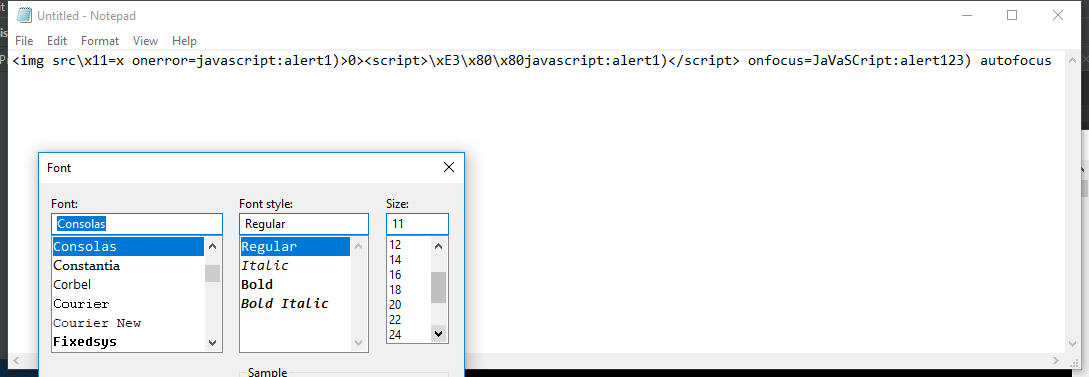 Untitled - Notepad
File Edit Format View Help
<img src\x11=x onerror=javascript:alert1)>0><script>\xE3\x80\x80javascript:alert1)</script> onfocus=JaVaSCript:alert123) autofocus
Font
Font: Font style: Size:
Consolas Regular 11
Consolas Regular 12
Constantia Italic 14
Corbel Bold 16
Courier Bold Italic 18
Courier New 20
Fixedsys 22
24
Sample